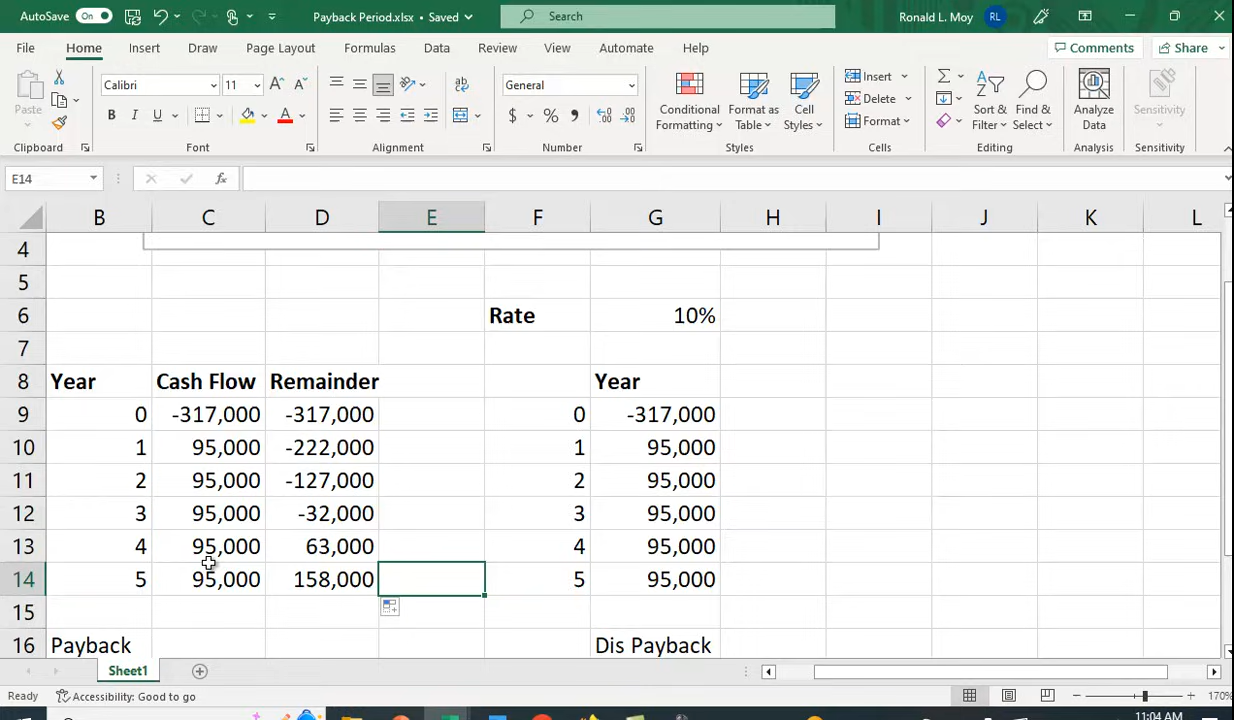 AutoSave On Payback Period.xlsx • Saved Search Ronald L. Moy RL
File Home Insert Draw Page Layout Formulas Data Review View Automate Help Comments Share
Paste Calibri 11 General Conditional Formatting Format as Table Cell Styles Insert Delete Format Sort & Filter Find & Select Analyze Data Sensitivity
Clipboard Font Alignment Number Styles Cells Editing Analysis Sensitivity
E14 fx
B C D E F G H I J K L
4
5
6 Rate 10%
7
8 Year Cash Flow Remainder Year
9 0 -317,000 -317,000 0 -317,000
10 1 95,000 -222,000 1 95,000
11 2 95,000 -127,000 2 95,000
12 3 95,000 -32,000 3 95,000
13 4 95,000 63,000 4 95,000
14 5 95,000 158,000 5 95,000
15
16 Payback Dis Payback
Sheet1
Ready Accessibility: Good to go 170%
11:04 AM